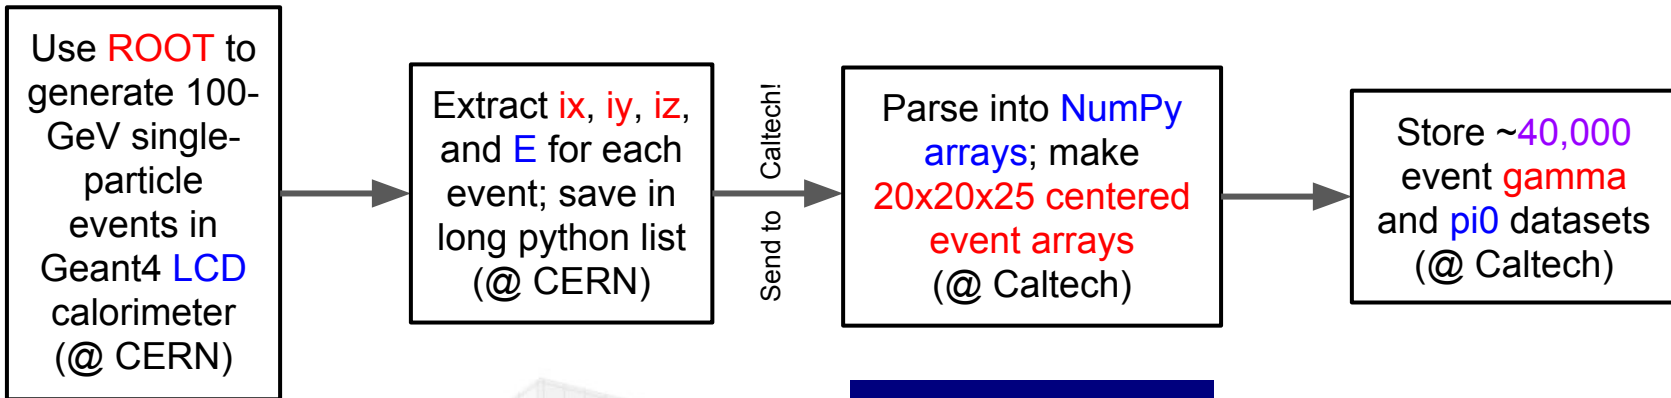 Use ROOT to
generate 100-
GeV single-
particle
events in
Geant4 LCD
calorimeter
(@ CERN)
Extract ix, iy, iz,
and E for each
event; save in
long python list
(@ CERN)
Send to Caltech!
Parse into NumPy
arrays; make
20x20x25 centered
event arrays
(@ Caltech)
Store ~40,000
event gamma
and pi0 datasets
(@ Caltech)